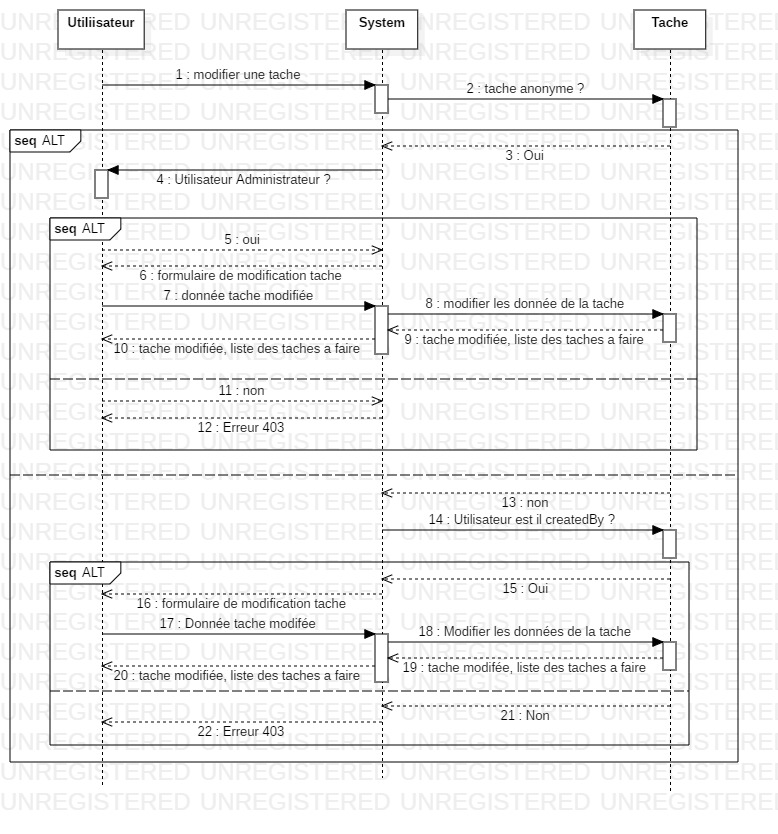 Utiliisateur
System
Tache
1 : modifier une tache
2 : tache anonyme ?
seq ALT
3 : Oui
4 : Utilisateur Administrateur ?
seq ALT
5 : oui
6 : formulaire de modification tache
7 : donnée tache modifiée
8 : modifier les donnée de la tache
9 : tache modifiée, liste des taches a faire
10 : tache modifiée, liste des taches a faire
11 : non
12 : Erreur 403
13 : non
14 : Utilisateur est il createdBy ?
seq ALT
15 : Oui
16 : formulaire de modification tache
17 : Donnée tache modifée
18 : Modifier les données de la tache
19 : tache modifée, liste des taches a faire
20 : tache modifiée, liste des taches a faire
21 : Non
22 : Erreur 403
UNREGISTERED